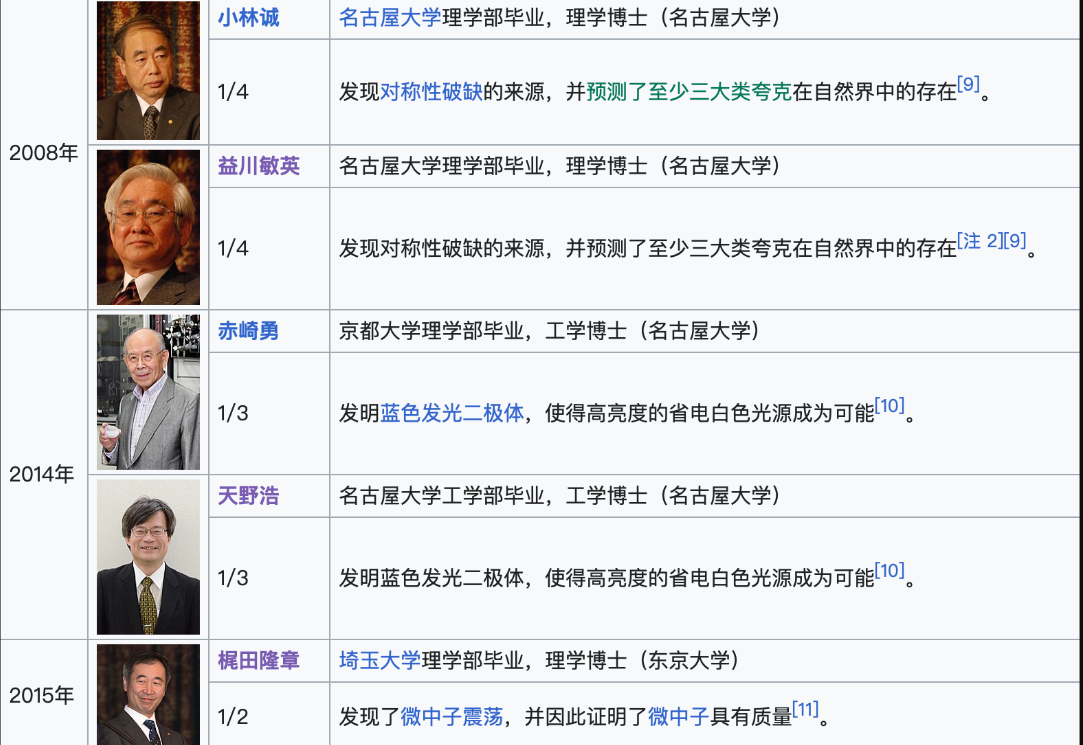 小林诚
名古屋大学理学部毕业，理学博士（名古屋大学）
1/4
发现对称性破缺的来源，并预测了至少三大类夸克在自然界中的存在[9]。
2008年
益川敏英
名古屋大学理学部毕业，理学博士（名古屋大学）
1/4
发现对称性破缺的来源，并预测了至少三大类夸克在自然界中的存在[注 2][9]。
赤崎勇
京都大学理学部毕业，工学博士（名古屋大学）
1/3
发明蓝色发光二极体，使得高亮度的省电白色光源成为可能[10]。
2014年
天野浩
名古屋大学工学部毕业，工学博士（名古屋大学）
1/3
发明蓝色发光二极体，使得高亮度的省电白色光源成为可能[10]。
2015年
梶田隆章
埼玉大学理学部毕业，理学博士（东京大学）
1/2
发现了微中子震荡，并因此证明了微中子具有质量[11]。